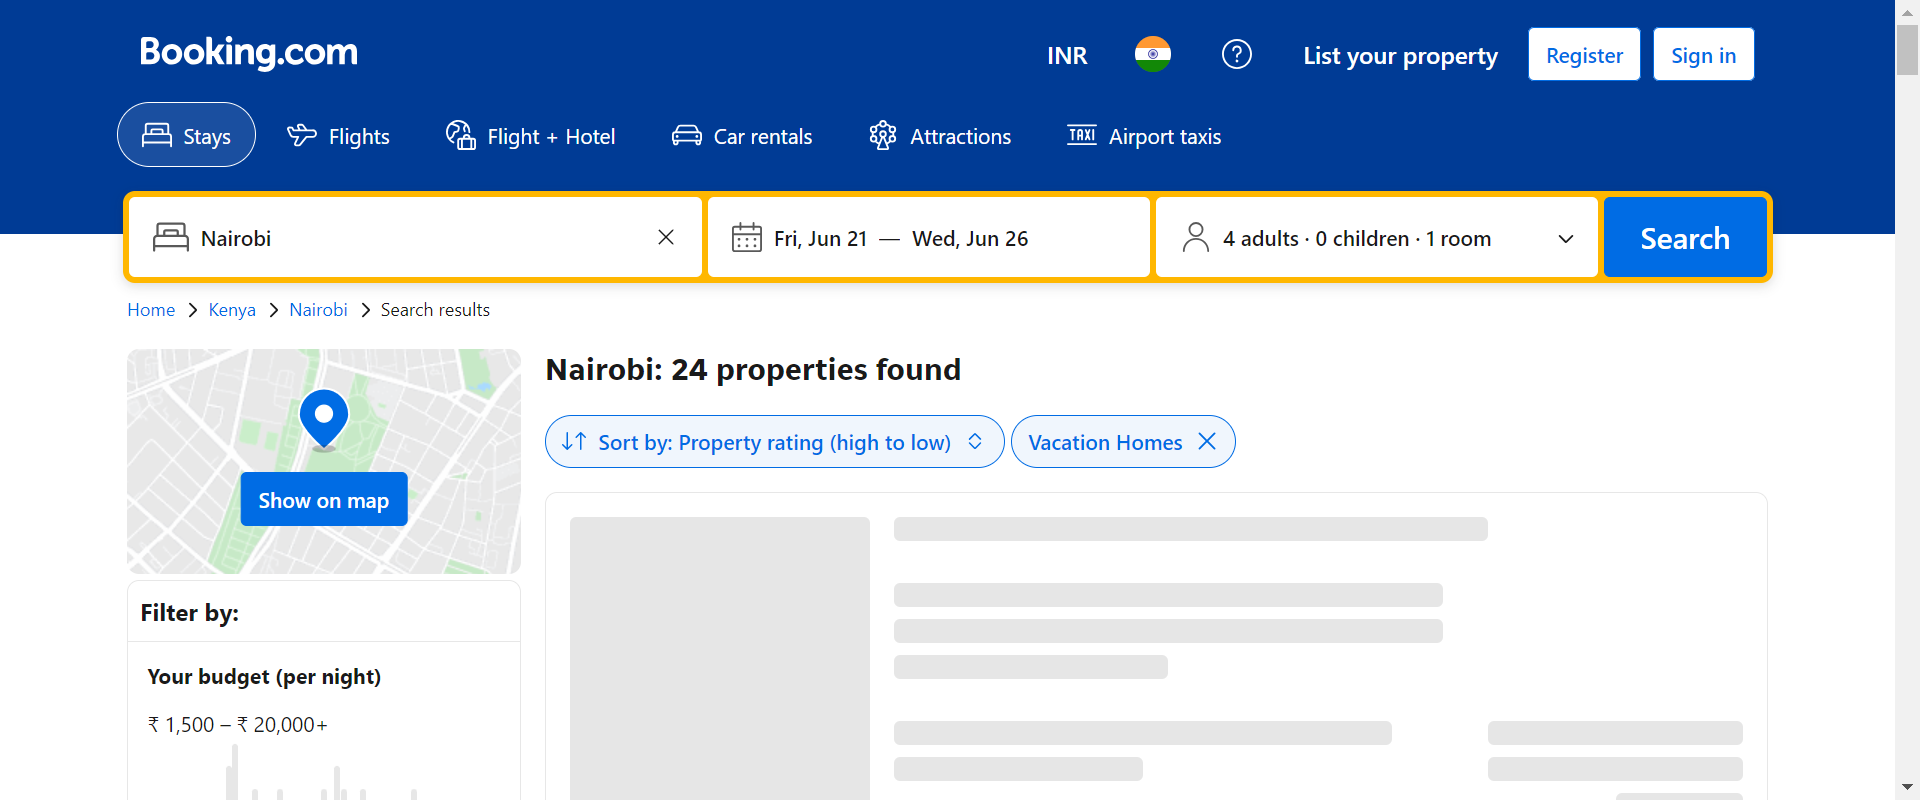 Booking.com
INR
List your property
Register
Sign in
Stays
Flights
Flight + Hotel
Car rentals
Attractions
TAXI Airport taxis
Nairobi
Fri, Jun 21 — Wed, Jun 26
4 adults · 0 children · 1 room
Search
Home > Kenya > Nairobi > Search results
Show on map
Nairobi: 24 properties found
Sort by: Property rating (high to low)
Vacation Homes
Filter by:
Your budget (per night)
₹ 1,500 – ₹ 20,000+